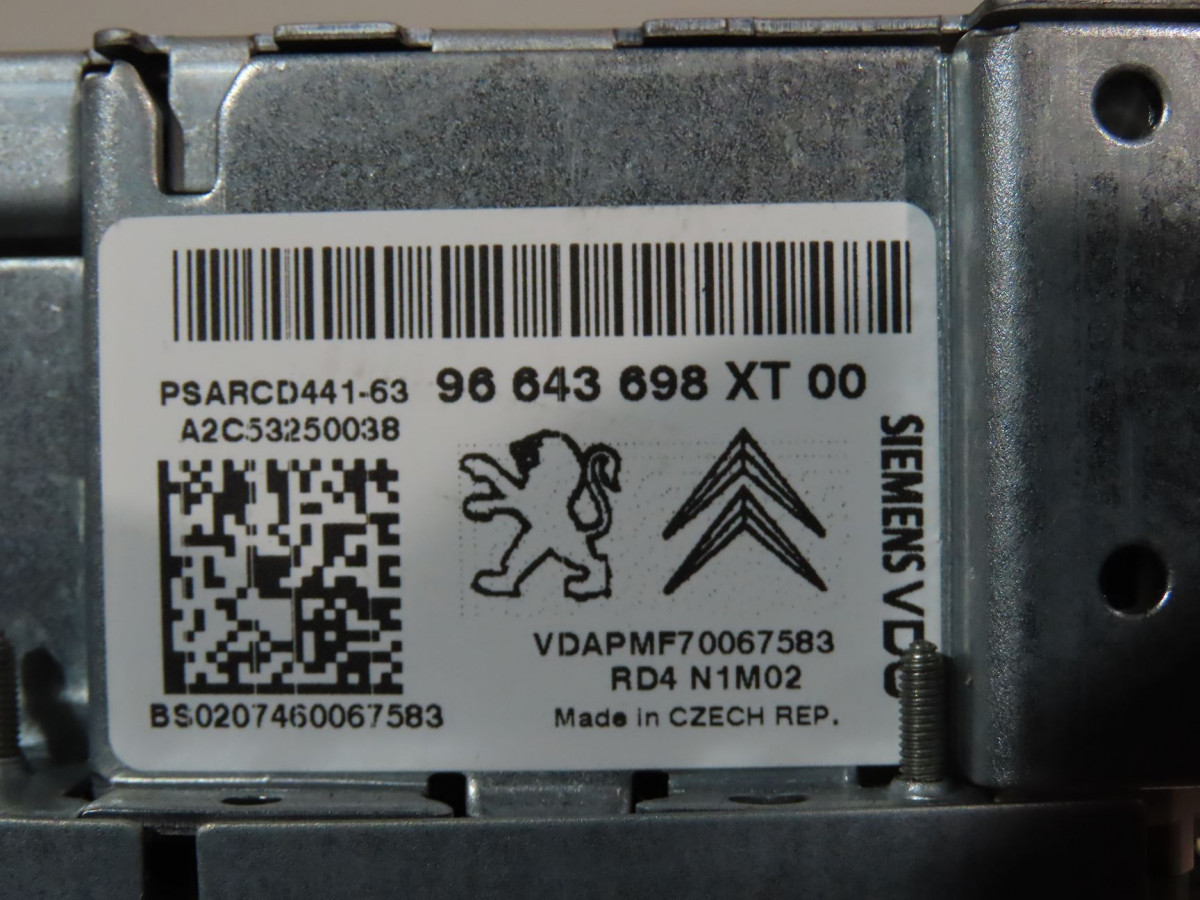 PSARCD441-63 96 643 698 XT 00
A2C53250038
SIEMENS VDO
VDAPMF70067583
RD4 N1M02
BS0207460067583
Made in CZECH REP.